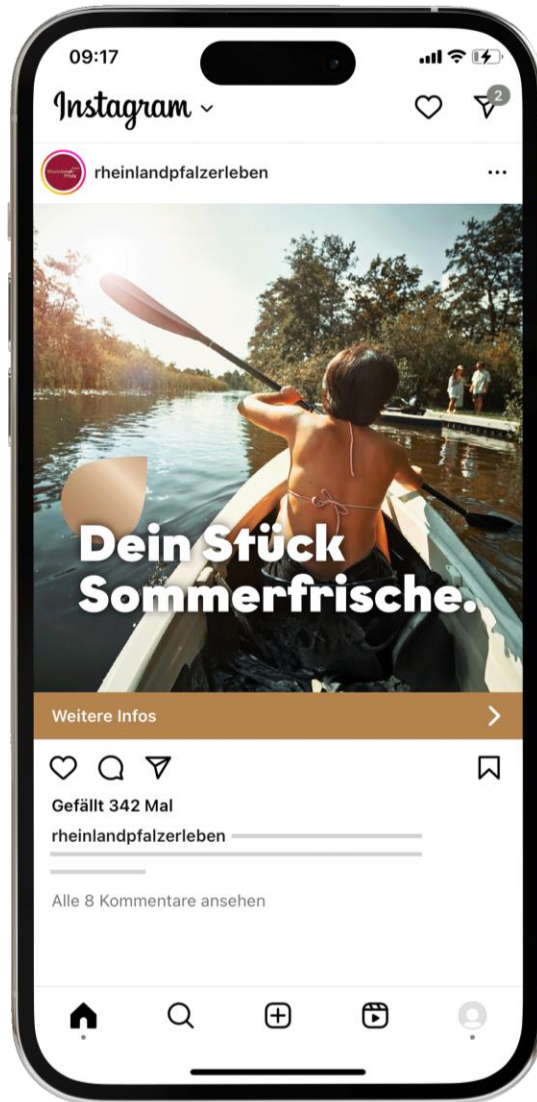 09:17
Instagram
2
rheinlandpfalzerleben
Dein Stück
Sommerfrische.
Weitere Infos
Gefällt 342 Mal
rheinlandpfalzerleben
Alle 8 Kommentare ansehen